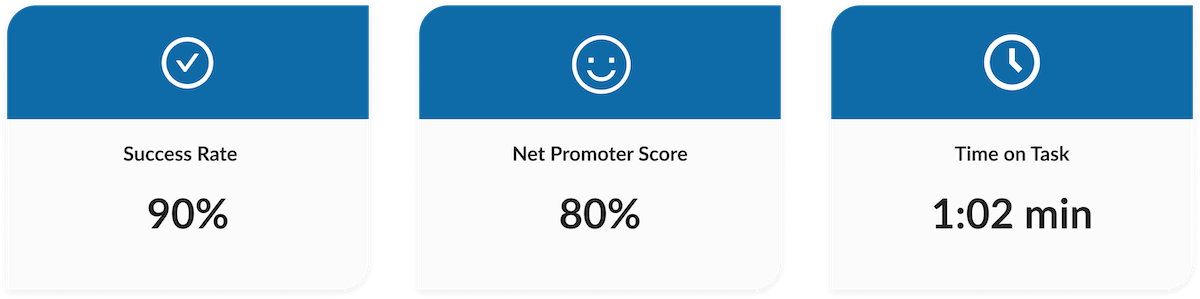 Success Rate
90%
Net Promoter Score
80%
Time on Task
1:02 min